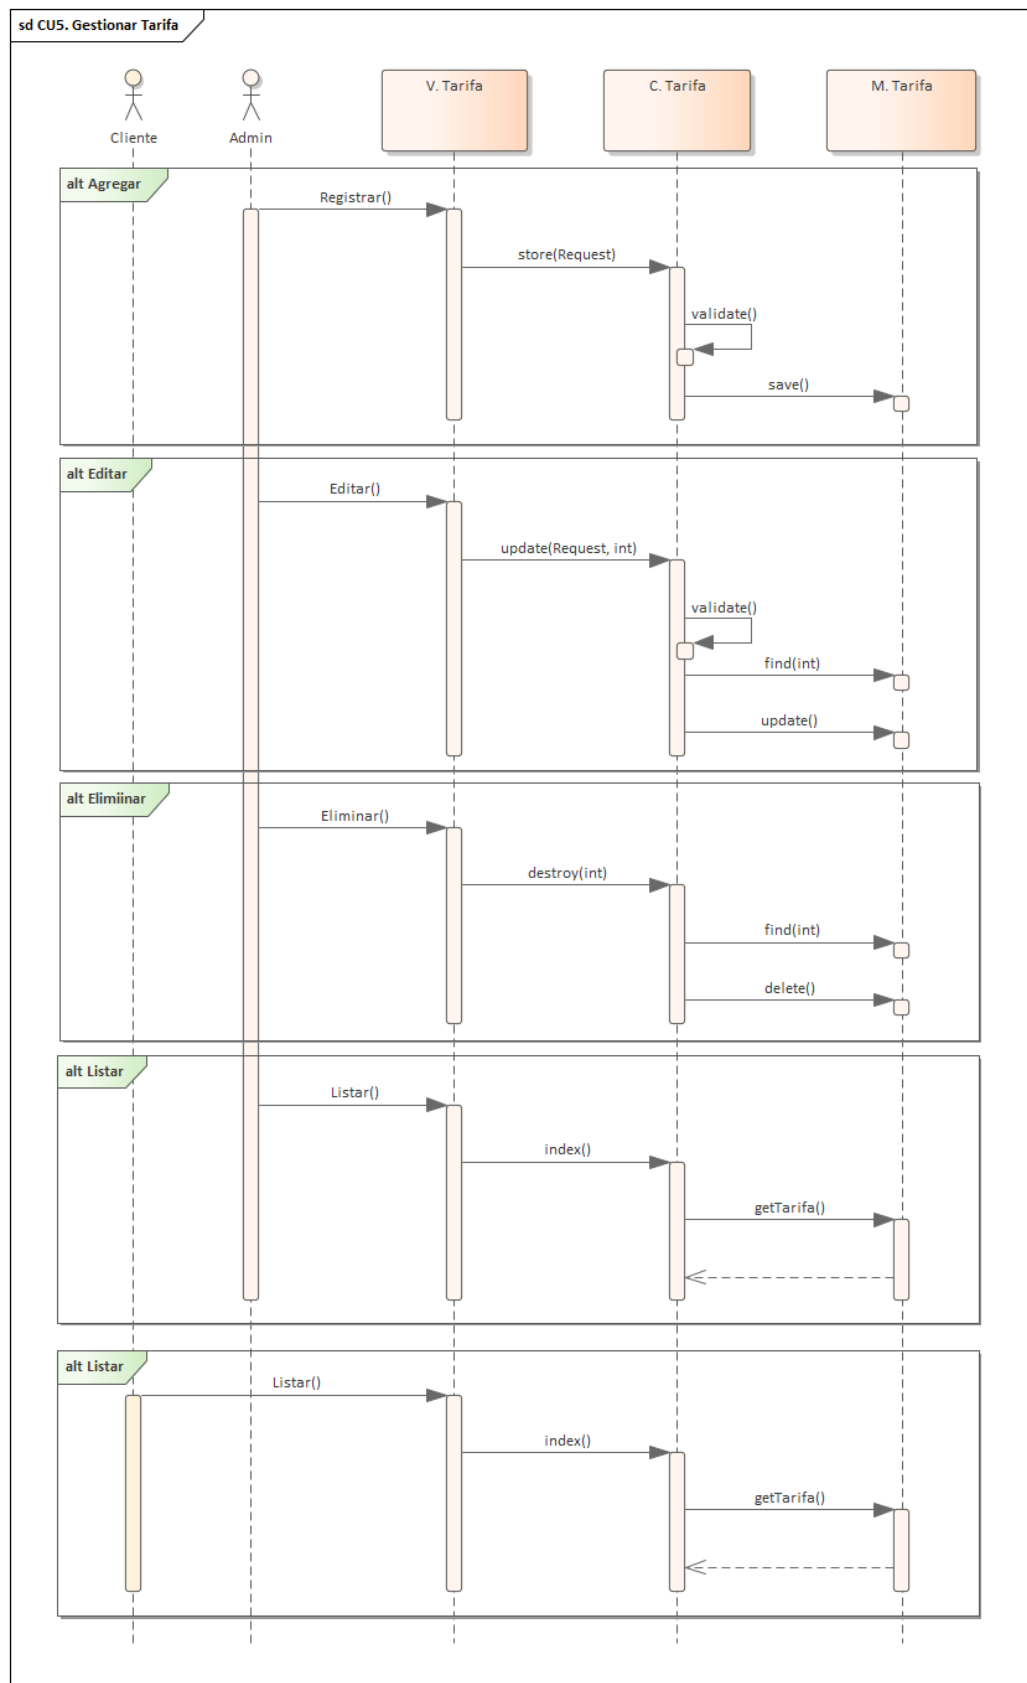 sd CU5. Gestionar Tarifa
Cliente
Admin
V. Tarifa
C. Tarifa
M. Tarifa
alt Agregar
Registrar()
store(Request)
validate()
save()
alt Editar
Editar()
update(Request, int)
validate()
find(int)
update()
alt Elimiinar
Eliminar()
destroy(int)
find(int)
delete()
alt Listar
Listar()
index()
getTarifa()
alt Listar
Listar()
index()
getTarifa()